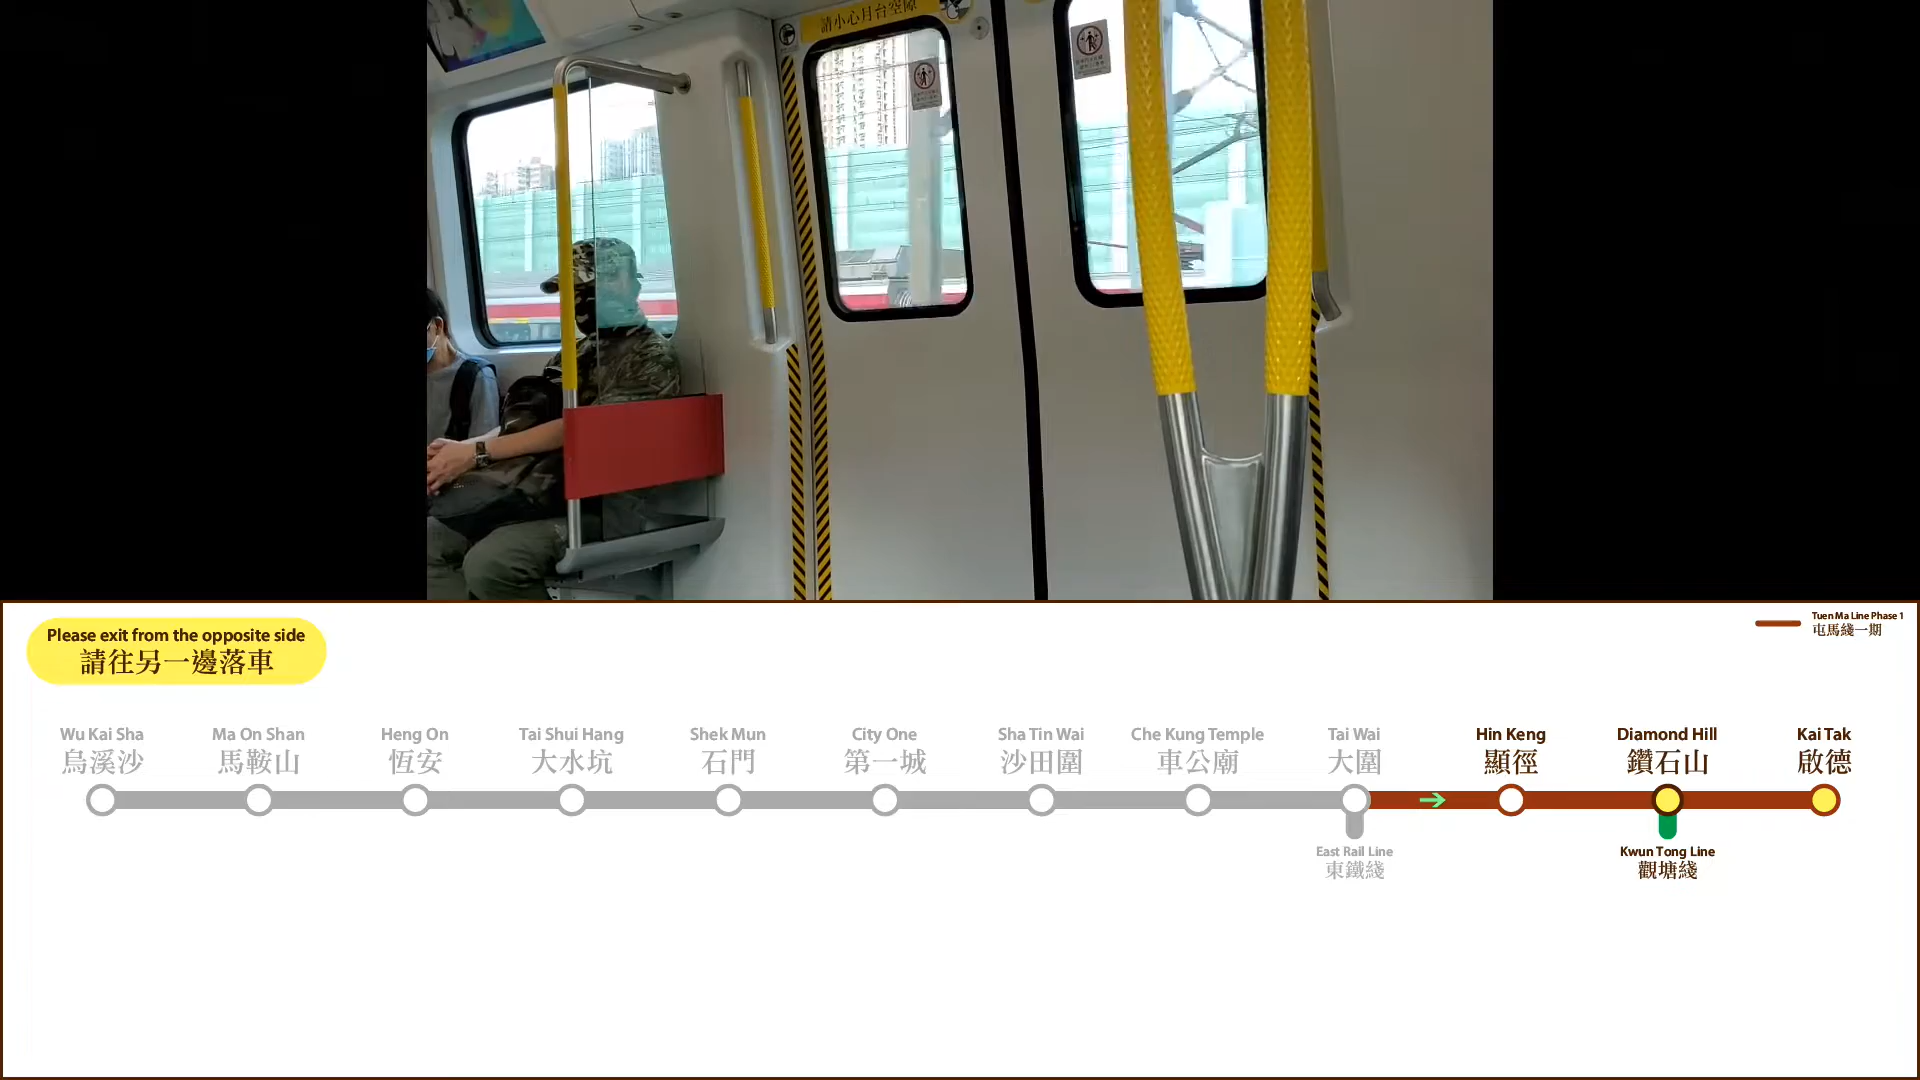 請小心月台空隙
Please exit from the opposite side
請往另一邊落車
Tuen Ma Line Phase 1
屯馬綫一期
Wu Kai Sha
烏溪沙
Ma On Shan
馬鞍山
Heng On
恆安
Tai Shui Hang
大水坑
Shek Mun
石門
City One
第一城
Sha Tin Wai
沙田圍
Che Kung Temple
車公廟
Tai Wai
大圍
Hin Keng
顯徑
Diamond Hill
鑽石山
Kai Tak
啟德
East Rail Line
東鐵綫
Kwun Tong Line
觀塘綫